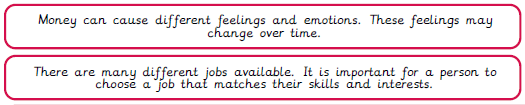 Money can cause different feelings and emotions. These feelings may
change over time.
There are many different jobs available. It is important for a person to
choose a job that matches their skills and interests.